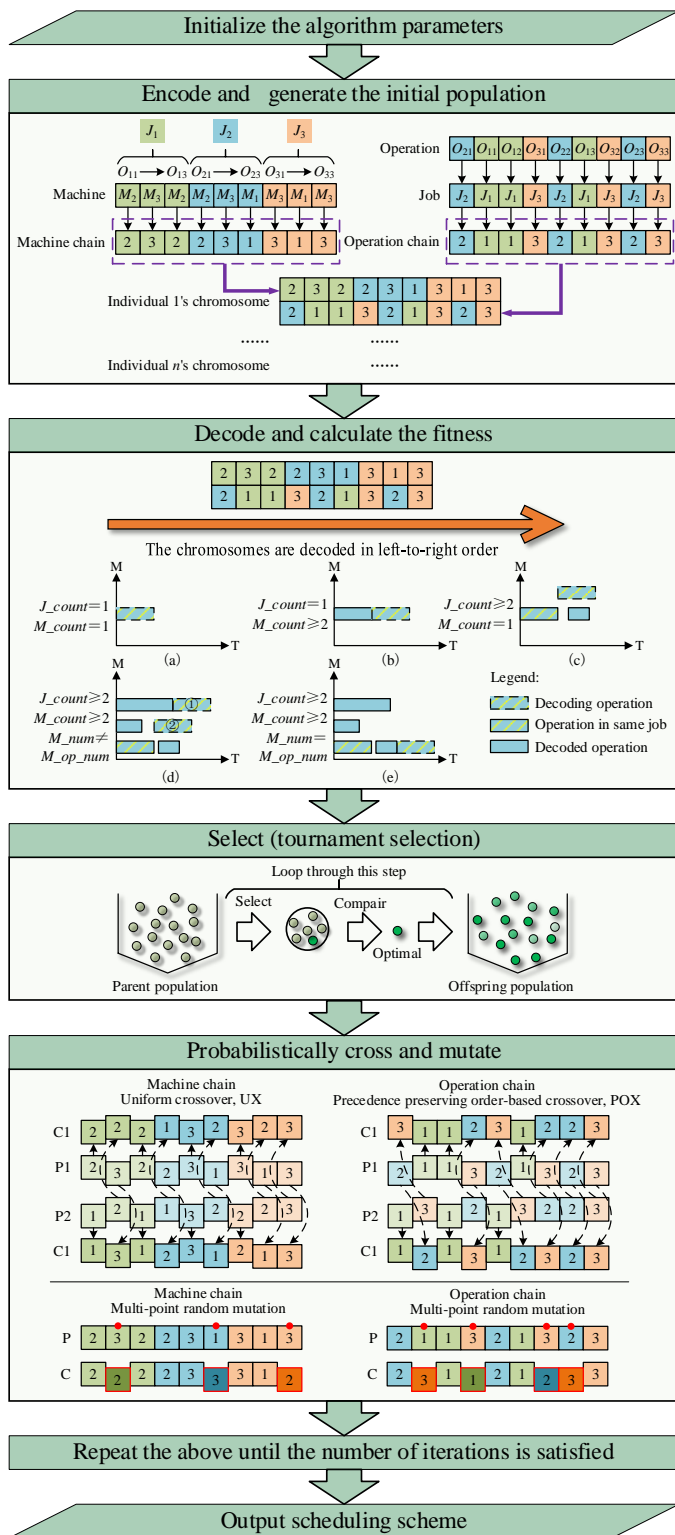 Initialize the algorithm parameters
Encode and generate the initial population
J1 J2 J3
O11 O13 O21 O23 O31 O33
Machine M2 M3 M2 M2 M3 M1 M3 M1 M3
Machine chain 2 3 2 2 3 1 3 1 3
Operation O21 O11 O12 O31 O22 O13 O32 O23 O33
Job J2 J1 J1 J3 J2 J1 J3 J2 J3
Operation chain 2 1 1 3 2 1 3 2 3
Individual 1's chromosome
2 3 2 2 3 1 3 1 3
2 1 1 3 2 1 3 2 3
...... ......
Individual n's chromosome ......
Decode and calculate the fitness
2 3 2 2 3 1 3 1 3
2 1 1 3 2 1 3 2 3
The chromosomes are decoded in left-to-right order
M
J_count=1
M_count=1
T
(a)
M
J_count=1
M_count≥2
T
(b)
M
J_count≥2
M_count=1
T
(c)
M
J_count≥2 ①
M_count≥2 ②
M_num≠
M_op_num
T
(d)
M
J_count≥2
M_count≥2
M_num=
M_op_num
T
(e)
Legend:
Decoding operation
Operation in same job
Decoded operation
Select (tournament selection)
Loop through this step
Select Compair
Optimal
Parent population Offspring population
Probabilistically cross and mutate
Machine chain
Uniform crossover, UX
C1 2 2 2 1 3 2 3 2 3
P1 2 3 2 2 3 1 3 1 3
P2 1 2 1 1 3 2 2 2 3
C1 1 3 1 2 3 1 2 1 3
Operation chain
Precedence preserving order-based crossover, POX
C1 3 1 1 2 3 1 2 2 3
P1 2 1 1 3 2 1 3 2 3
P2 1 3 1 2 1 3 2 2 3
C1 1 2 1 3 1 2 3 2 3
Machine chain
Multi-point random mutation
P 2 3 2 2 3 1 3 1 3
C 2 2 2 2 3 3 3 1 2
Operation chain
Multi-point random mutation
P 2 1 1 3 2 1 3 2 3
C 2 3 1 1 2 1 2 3 3
Repeat the above until the number of iterations is satisfied
Output scheduling scheme